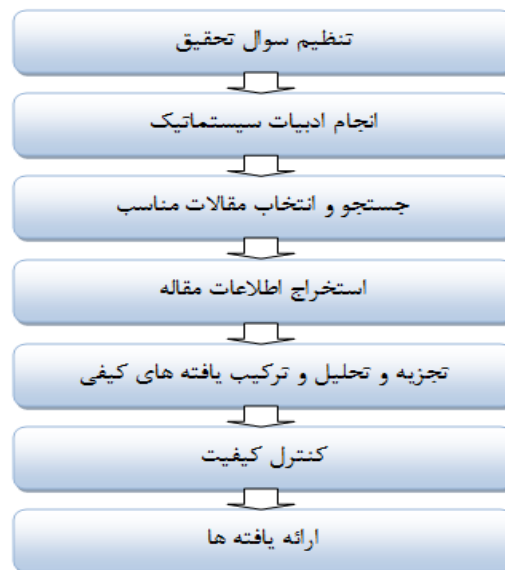 تنظیم سوال تحقیق
انجام ادبیات سیستماتیک
جستجو و انتخاب مقالات مناسب
استخراج اطلاعات مقاله
تجزیه و تحلیل و ترکیب یافته های کیفی
کنترل کیفیت
ارائه یافته ها